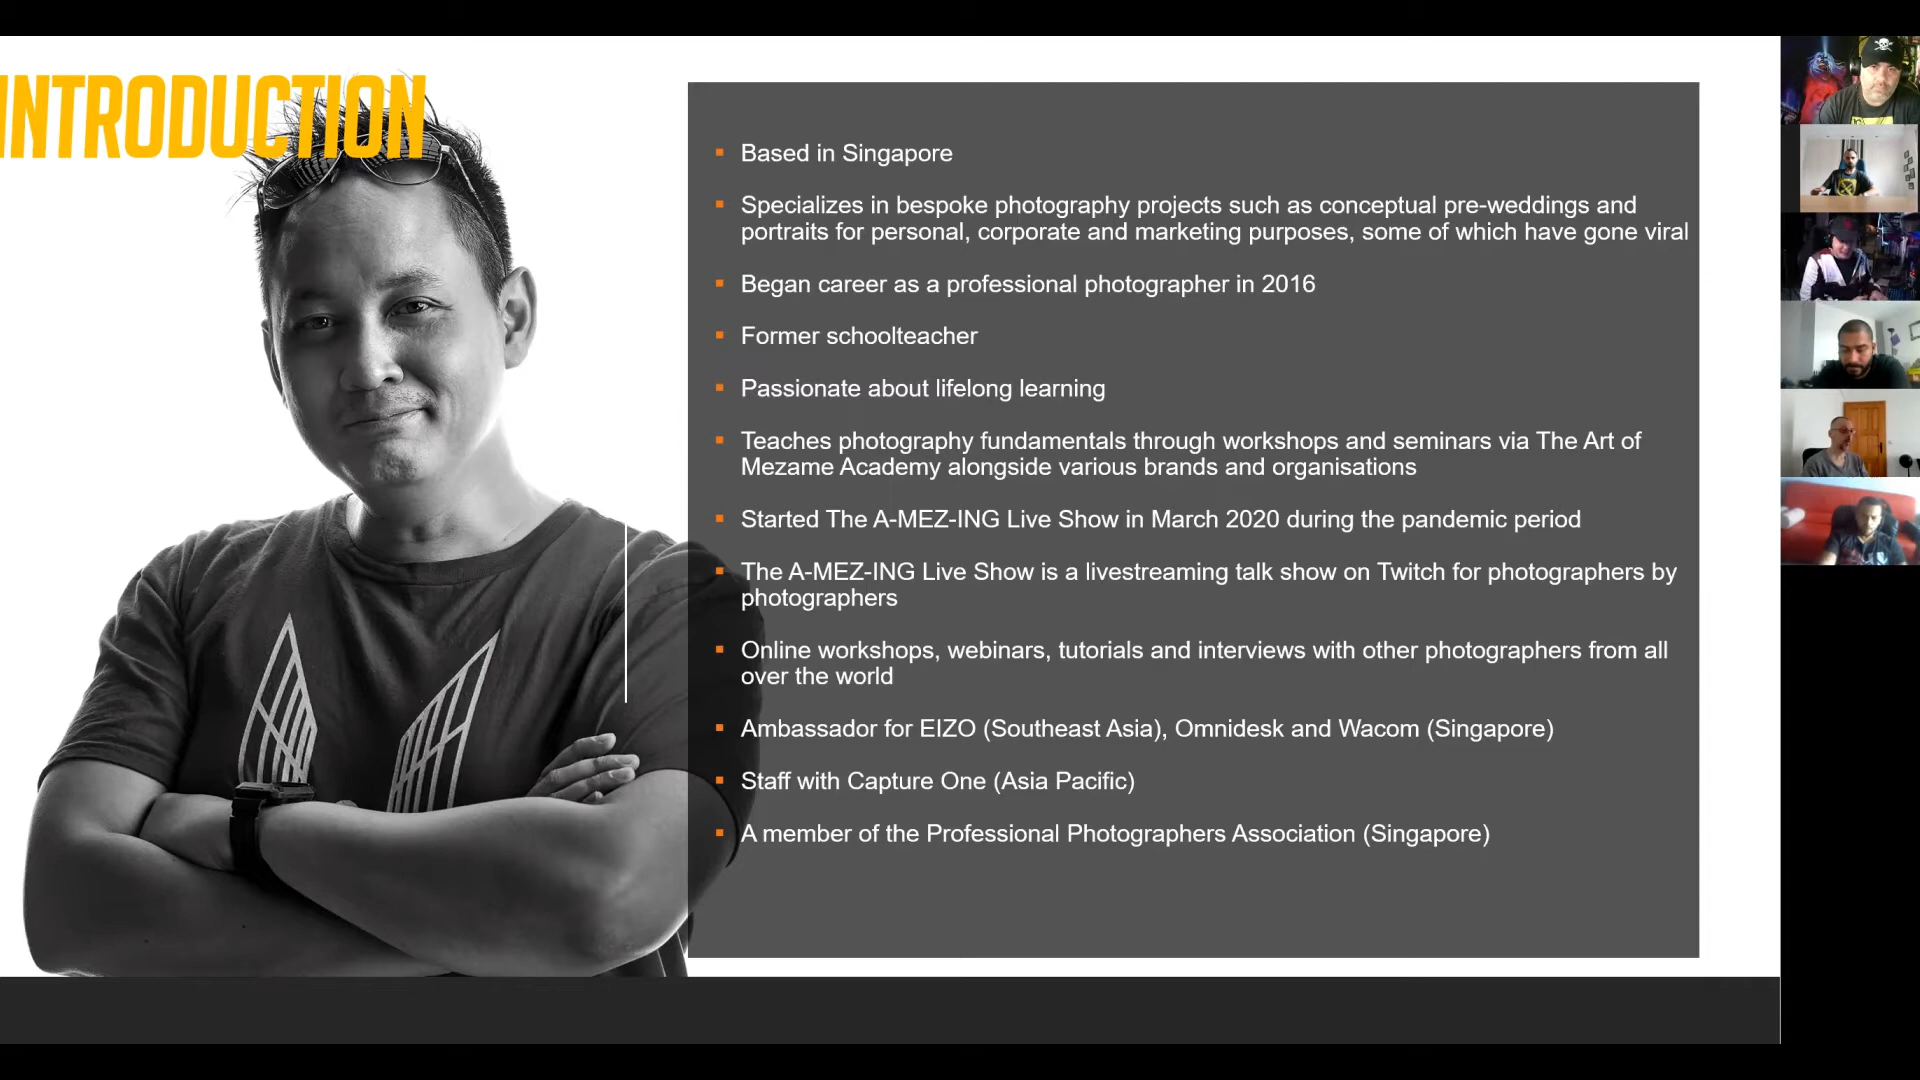 INTRODUCTION
Based in Singapore
Specializes in bespoke photography projects such as conceptual pre-weddings and
portraits for personal, corporate and marketing purposes, some of which have gone viral
Began career as a professional photographer in 2016
Former schoolteacher
Passionate about lifelong learning
Teaches photography fundamentals through workshops and seminars via The Art of
Mezame Academy alongside various brands and organisations
Started The A-MEZ-ING Live Show in March 2020 during the pandemic period
The A-MEZ-ING Live Show is a livestreaming talk show on Twitch for photographers by
photographers
Online workshops, webinars, tutorials and interviews with other photographers from all
over the world
Ambassador for EIZO (Southeast Asia), Omnidesk and Wacom (Singapore)
Staff with Capture One (Asia Pacific)
A member of the Professional Photographers Association (Singapore)